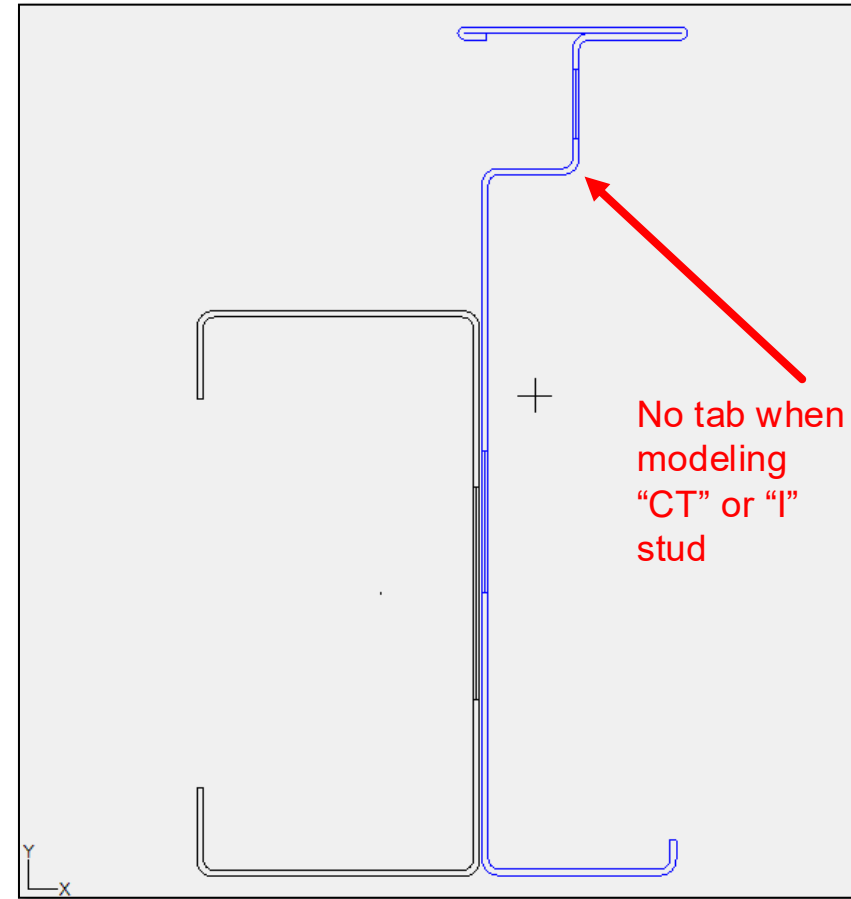 No tab when
modeling
“CT” or “I”
stud
Y
X